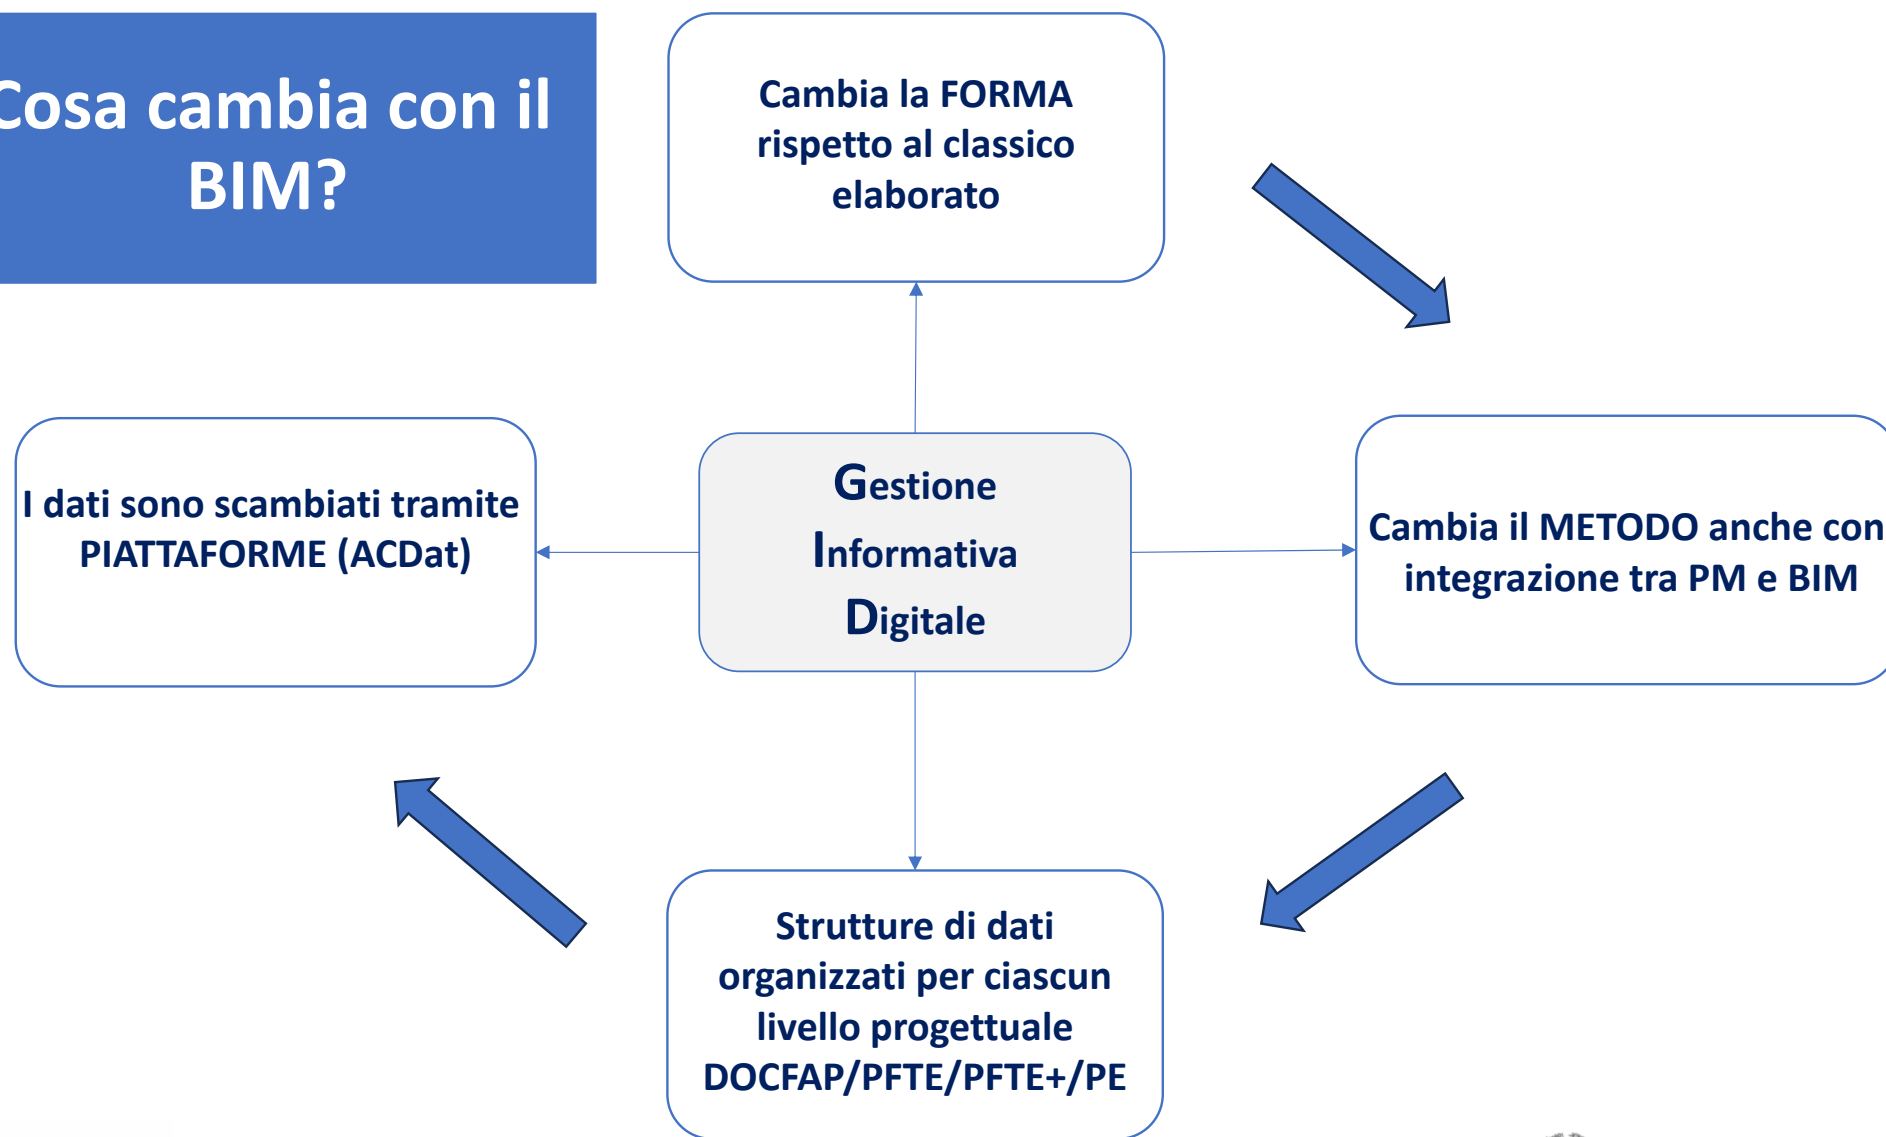 Cosa cambia con il
BIM?
Cambia la FORMA
rispetto al classico
elaborato
I dati sono scambiati tramite
PIATTAFORME (ACDat)
Gestione
Informativa
Digitale
Cambia il METODO anche con
integrazione tra PM e BIM
Strutture di dati
organizzati per ciascun
livello progettuale
DOCFAP/PFTE/PFTE+/PE